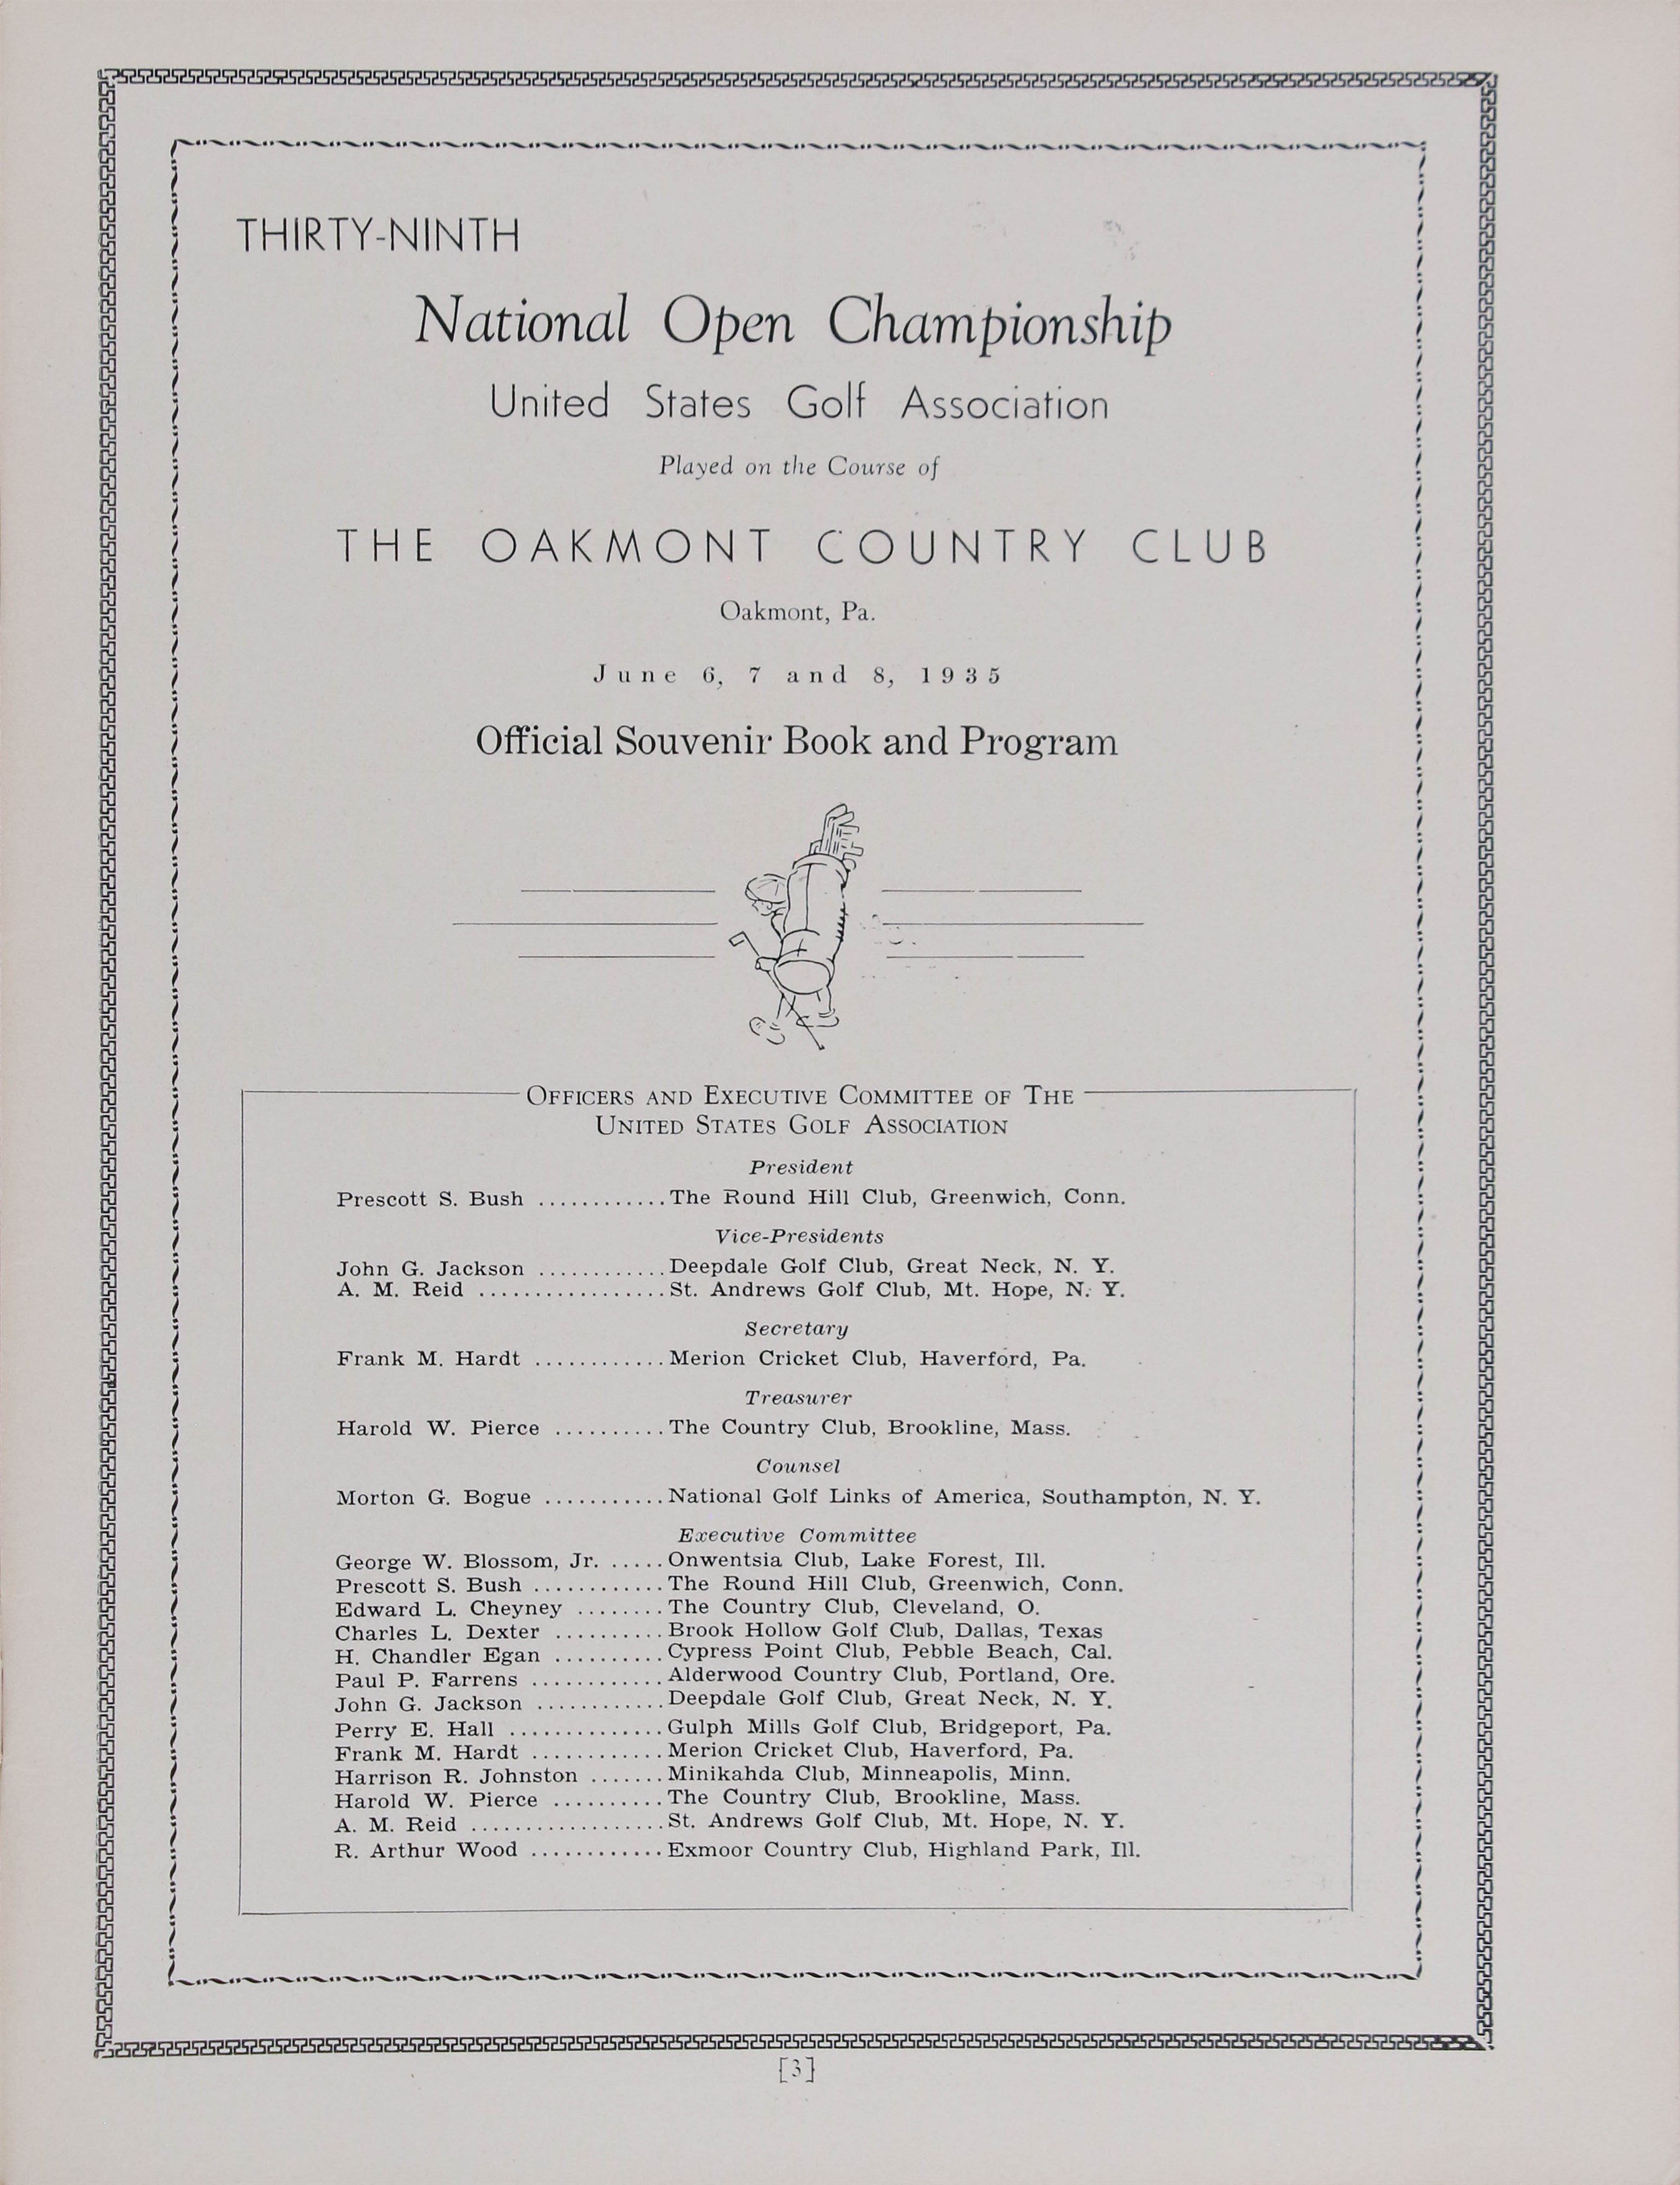 THIRTY-NINTH
National Open Championship
United States Golf Association
Played on the Course of
THE OAKMONT COUNTRY CLUB
Oakmont, Pa.
June 6, 7 and 8, 1935
Official Souvenir Book and Program
OFFICERS AND EXECUTIVE COMMITTEE OF THE
UNITED STATES GOLF ASSOCIATION
President
Prescott S. Bush ............The Round Hill Club, Greenwich, Conn.
Vice-Presidents
John G. Jackson ............Deepdale Golf Club, Great Neck, N. Y.
A. M. Reid .................St. Andrews Golf Club, Mt. Hope, N. Y.
Secretary
Frank M. Hardt ............Merion Cricket Club, Haverford, Pa.
Treasurer
Harold W. Pierce ..........The Country Club, Brookline, Mass.
Counsel
Morton G. Bogue ...........National Golf Links of America, Southampton, N. Y.
Executive Committee
George W. Blossom, Jr. .....Onwentsia Club, Lake Forest, Ill.
Prescott S. Bush ............The Round Hill Club, Greenwich, Conn.
Edward L. Cheyney ........The Country Club, Cleveland, O.
Charles L. Dexter ..........Brook Hollow Golf Club, Dallas, Texas
H. Chandler Egan ..........Cypress Point Club, Pebble Beach, Cal.
Paul P. Farrens ............Alderwood Country Club, Portland, Ore.
John G. Jackson ............Deepdale Golf Club, Great Neck, N. Y.
Perry E. Hall ..............Gulph Mills Golf Club, Bridgeport, Pa.
Frank M. Hardt ............Merion Cricket Club, Haverford, Pa.
Harrison R. Johnston .......Minikahda Club, Minneapolis, Minn.
Harold W. Pierce ..........The Country Club, Brookline, Mass.
A. M. Reid ..................St. Andrews Golf Club, Mt. Hope, N. Y.
R. Arthur Wood ............Exmoor Country Club, Highland Park, Ill.
[3]